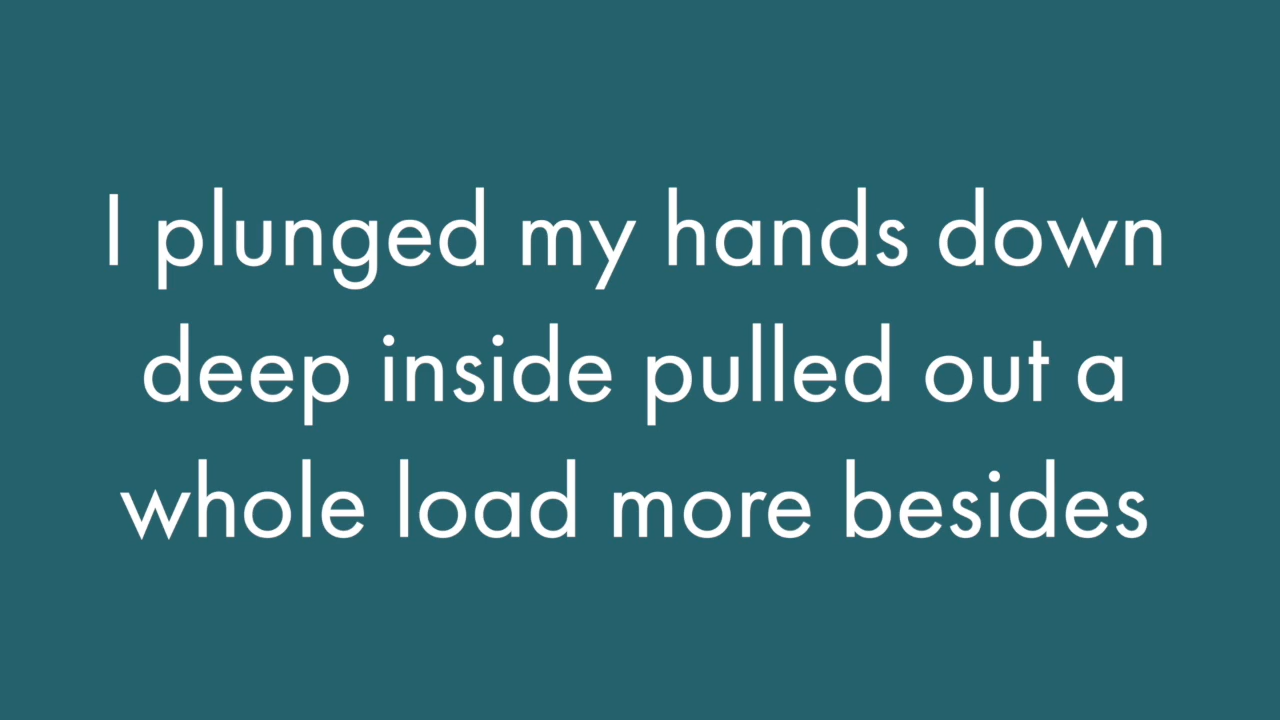 I plunged my hands down
deep inside pulled out a
whole load more besides